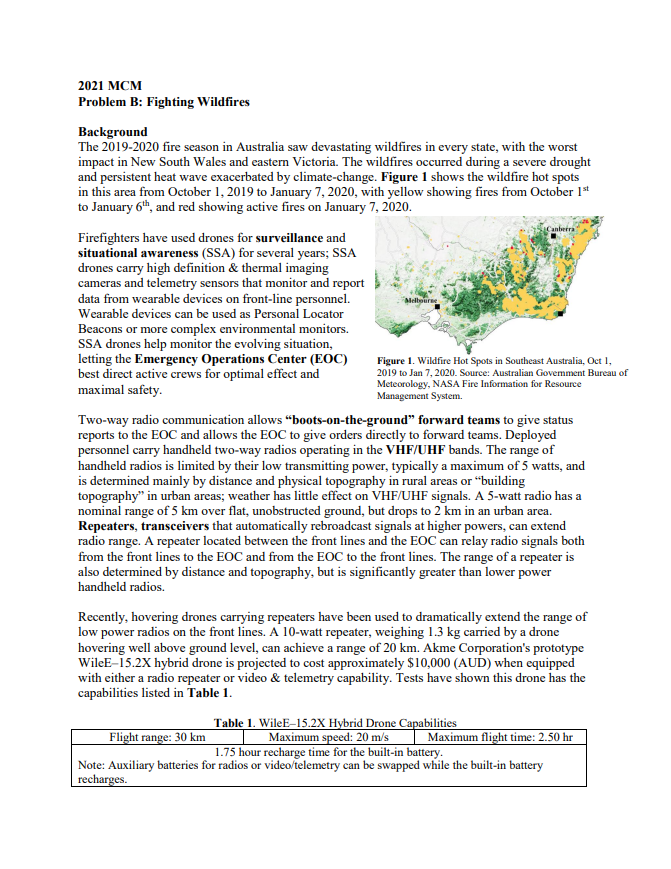 2021 MCM
Problem B: Fighting Wildfires
Background
The 2019-2020 fire season in Australia saw devastating wildfires in every state, with the worst
impact in New South Wales and eastern Victoria. The wildfires occurred during a severe drought
and persistent heat wave exacerbated by climate-change. Figure 1 shows the wildfire hot spots
in this area from October 1, 2019 to January 7, 2020, with yellow showing fires from October 1st
to January 6th, and red showing active fires on January 7, 2020.
Firefighters have used drones for surveillance and
situational awareness (SSA) for several years; SSA
drones carry high definition & thermal imaging
cameras and telemetry sensors that monitor and report
data from wearable devices on front-line personnel.
Wearable devices can be used as Personal Locator
Beacons or more complex environmental monitors.
SSA drones help monitor the evolving situation,
letting the Emergency Operations Center (EOC)
best direct active crews for optimal effect and
maximal safety.
Canberra
Melbourne
Figure 1. Wildfire Hot Spots in Southeast Australia, Oct 1,
2019 to Jan 7, 2020. Source: Australian Government Bureau of
Meteorology, NASA Fire Information for Resource
Management System.
Two-way radio communication allows “boots-on-the-ground” forward teams to give status
reports to the EOC and allows the EOC to give orders directly to forward teams. Deployed
personnel carry handheld two-way radios operating in the VHF/UHF bands. The range of
handheld radios is limited by their low transmitting power, typically a maximum of 5 watts, and
is determined mainly by distance and physical topography in rural areas or “building
topography” in urban areas; weather has little effect on VHF/UHF signals. A 5-watt radio has a
nominal range of 5 km over flat, unobstructed ground, but drops to 2 km in an urban area.
Repeaters, transceivers that automatically rebroadcast signals at higher powers, can extend
radio range. A repeater located between the front lines and the EOC can relay radio signals both
from the front lines to the EOC and from the EOC to the front lines. The range of a repeater is
also determined by distance and topography, but is significantly greater than lower power
handheld radios.
Recently, hovering drones carrying repeaters have been used to dramatically extend the range of
low power radios on the front lines. A 10-watt repeater, weighing 1.3 kg carried by a drone
hovering well above ground level, can achieve a range of 20 km. Akme Corporation's prototype
WileE–15.2X hybrid drone is projected to cost approximately $10,000 (AUD) when equipped
with either a radio repeater or video & telemetry capability. Tests have shown this drone has the
capabilities listed in Table 1.
Table 1. WileE–15.2X Hybrid Drone Capabilities
Flight range: 30 km Maximum speed: 20 m/s Maximum flight time: 2.50 hr
1.75 hour recharge time for the built-in battery.
Note: Auxiliary batteries for radios or video/telemetry can be swapped while the built-in battery
recharges.